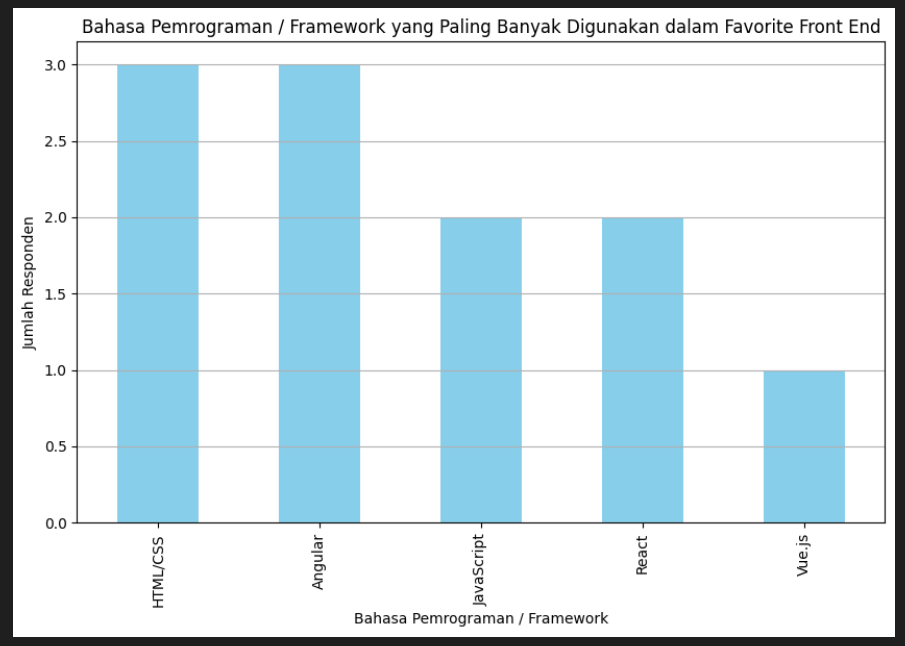 Bahasa Pemrograman / Framework yang Paling Banyak Digunakan dalam Favorite Front End
3.0
2.5
2.0
1.5
1.0
0.5
0.0
Jumlah Responden
HTML/CSS
Angular
JavaScript
React
Vue.js
Bahasa Pemrograman / Framework